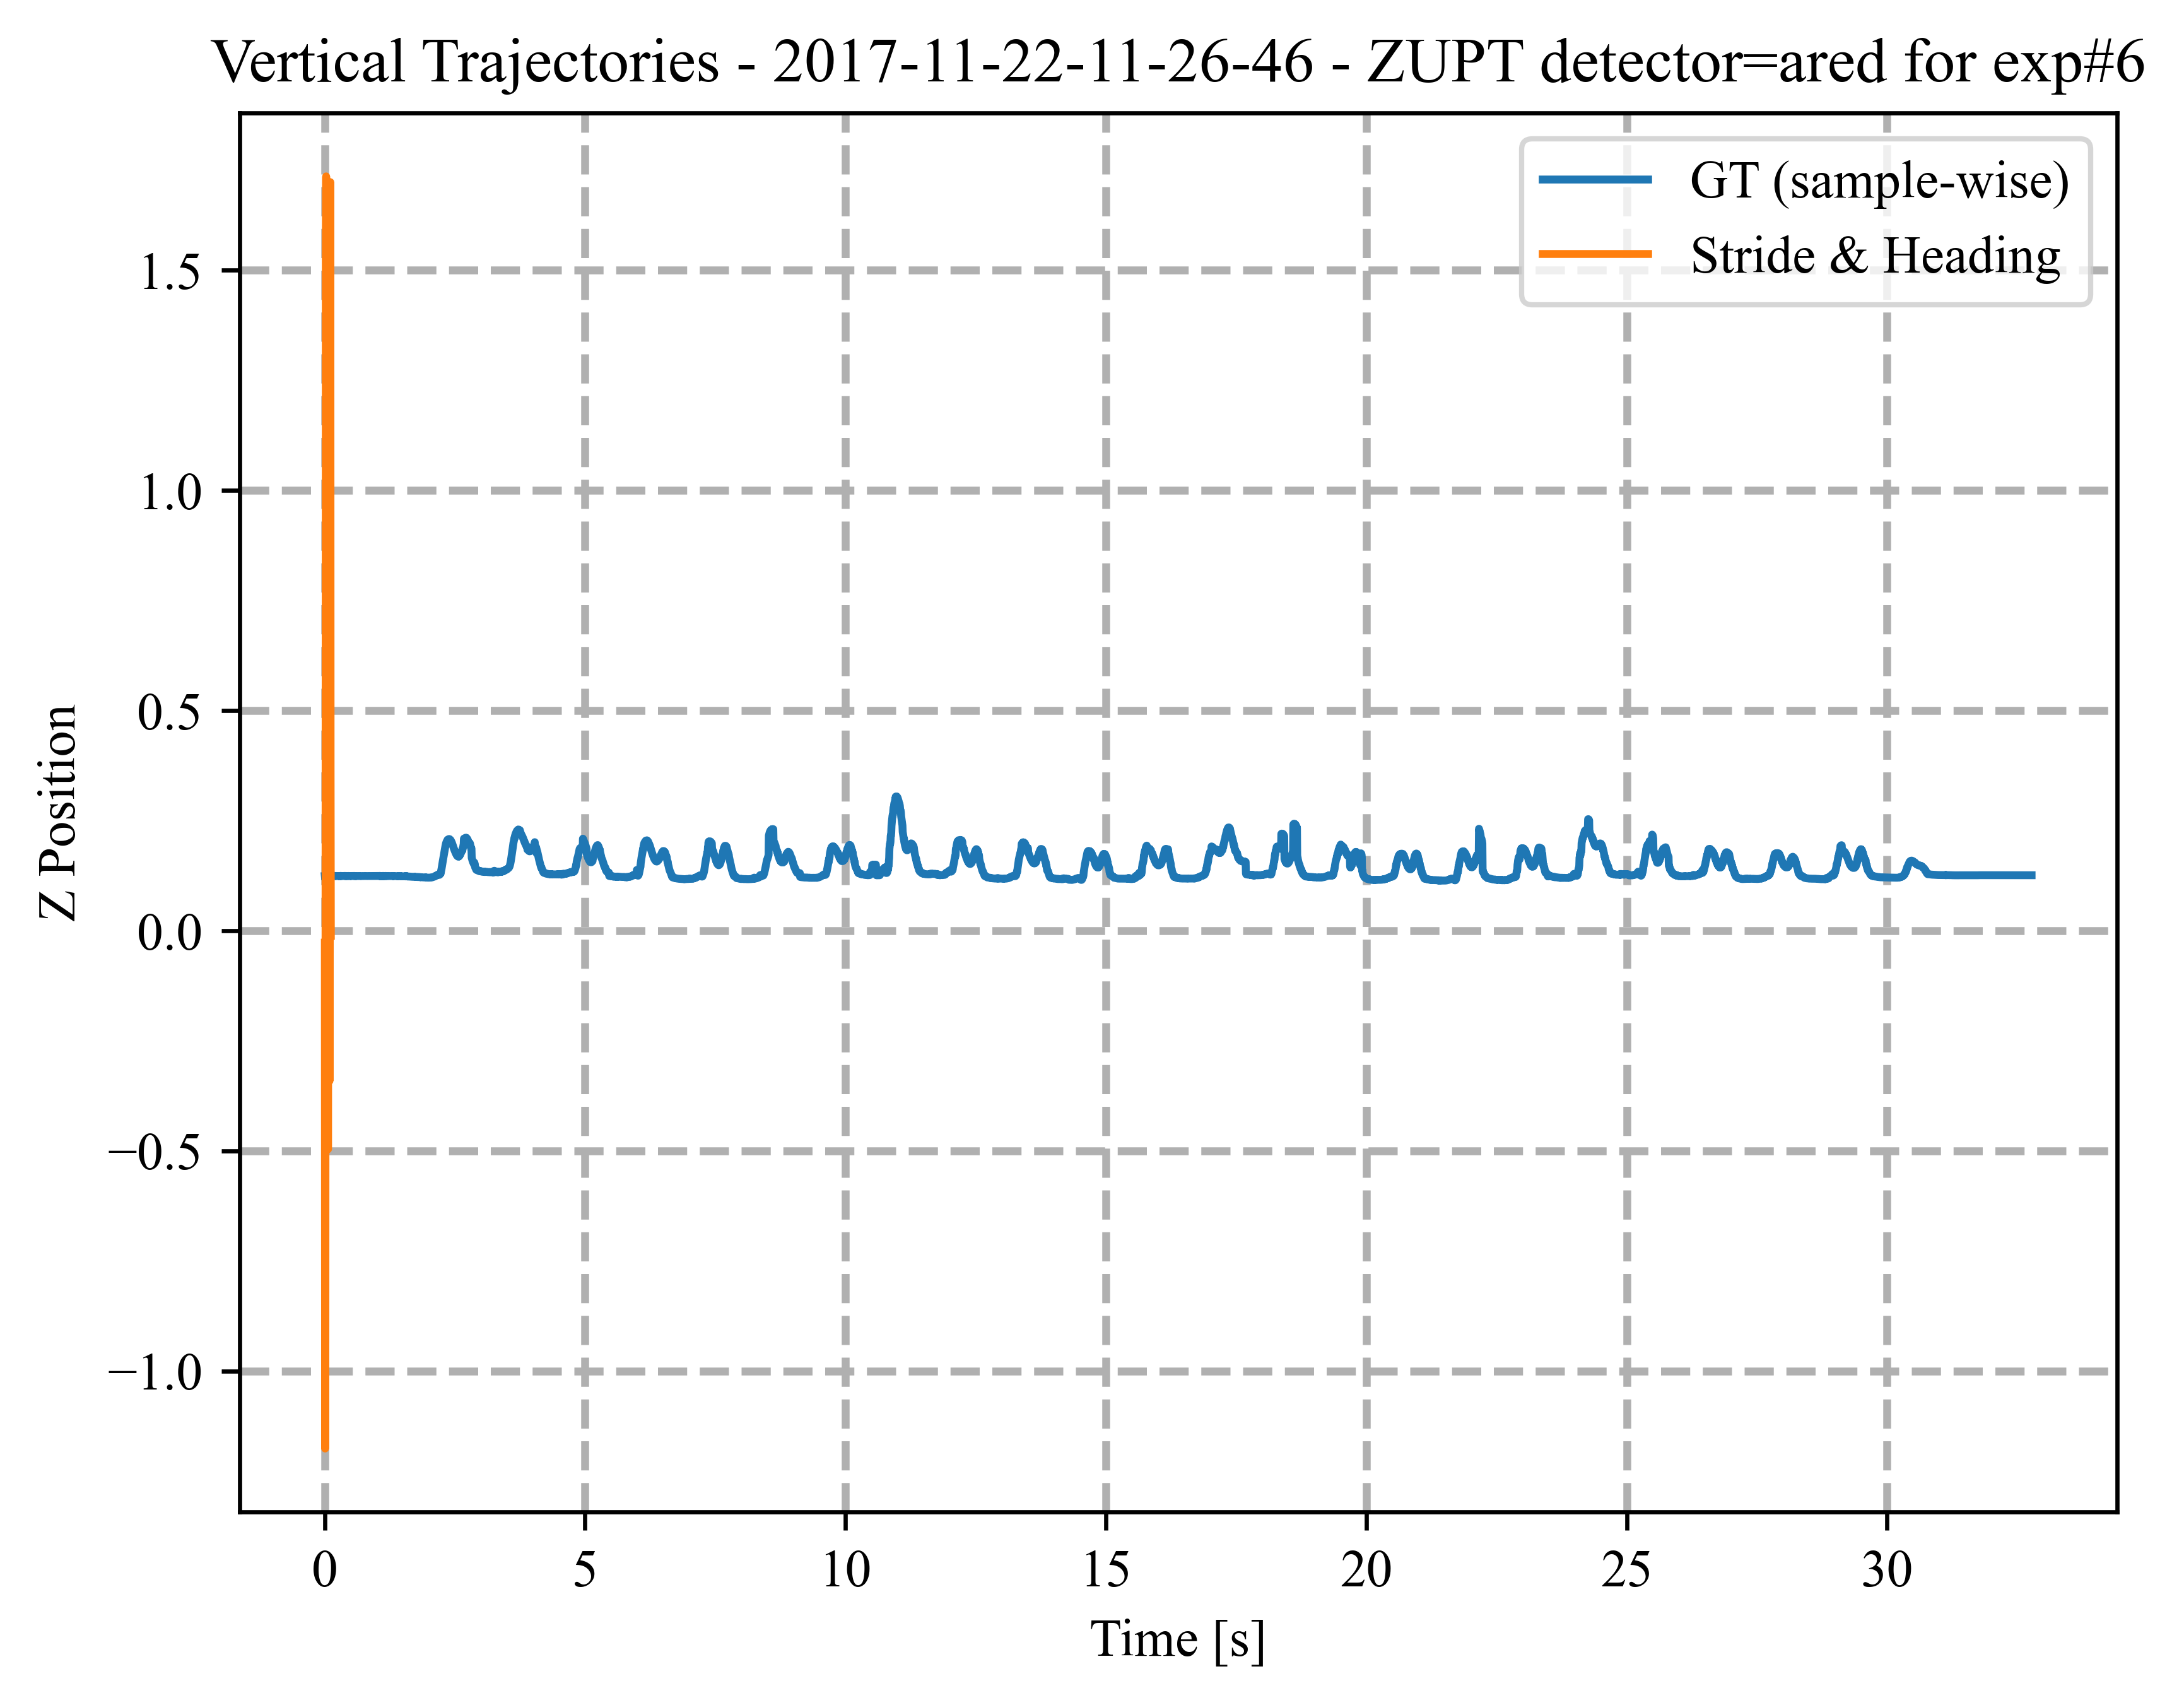 Vertical Trajectories - 2017-11-22-11-26-46 - ZUPT detector=ared for exp#6
GT (sample-wise)
Stride & Heading
1.5
1.0
0.5
0.0
−0.5
−1.0
Z Position
0 5 10 15 20 25 30
Time [s]